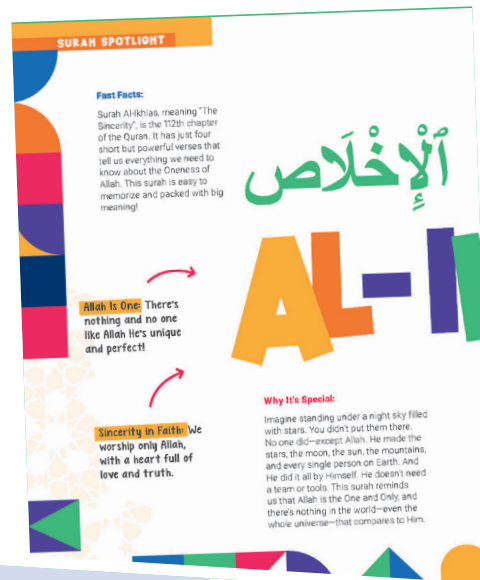 SURAH SPOTLIGHT
Fast Facts:
Surah Al-Ikhlas, meaning "The
Sincerity", is the 112th chapter
of the Quran. It has just four
short but powerful verses that
tell us everything we need to
know about the Oneness of
Allah. This surah is easy to
memorize and packed with big
meaning!
ٱلْإِخْلَاص
AL-I
Allah Is One: There's
nothing and no one
like Allah He's unique
and perfect!
Sincerity in Faith: We
worship only Allah,
with a heart full of
love and truth.
Why It's Special:
Imagine standing under a night sky filled
with stars. You didn't put them there.
No one did—except Allah. He made the
stars, the moon, the sun, the mountains,
and every single person on Earth. And
He did it all by Himself. He doesn't need
a team or tools. This surah reminds
us that Allah is the One and Only, and
there's nothing in the world—even the
whole universe—that compares to Him.